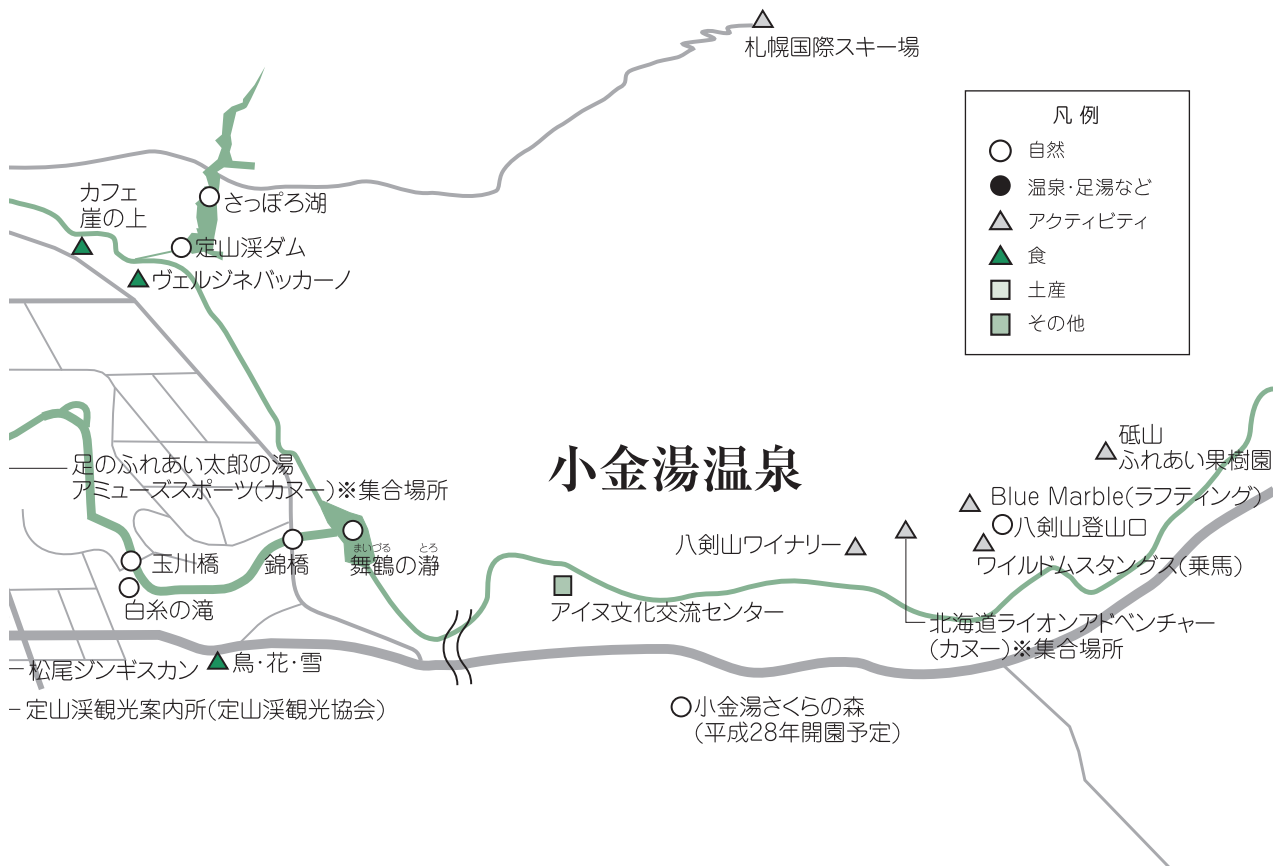 札幌国際スキー場
凡 例
自然
温泉・足湯など
アクティビティ
食
土産
その他
カフェ
崖の上
さっぽろ湖
定山渓ダム
ヴェルジネバッカーノ
小金湯温泉
砥山
ふれあい果樹園
足のふれあい太郎の湯
アミューズスポーツ(カヌー)※集合場所
Blue Marble(ラフティング)
八剣山登山口
八剣山ワイナリー
ワイルドムスタングス(乗馬)
まいづる とろ
舞鶴の瀞
玉川橋
錦橋
白糸の滝
アイヌ文化交流センター
北海道ライオンアドベンチャー
(カヌー)※集合場所
松尾ジンギスカン
鳥・花・雪
定山渓観光案内所(定山渓観光協会)
小金湯さくらの森
(平成28年開園予定)